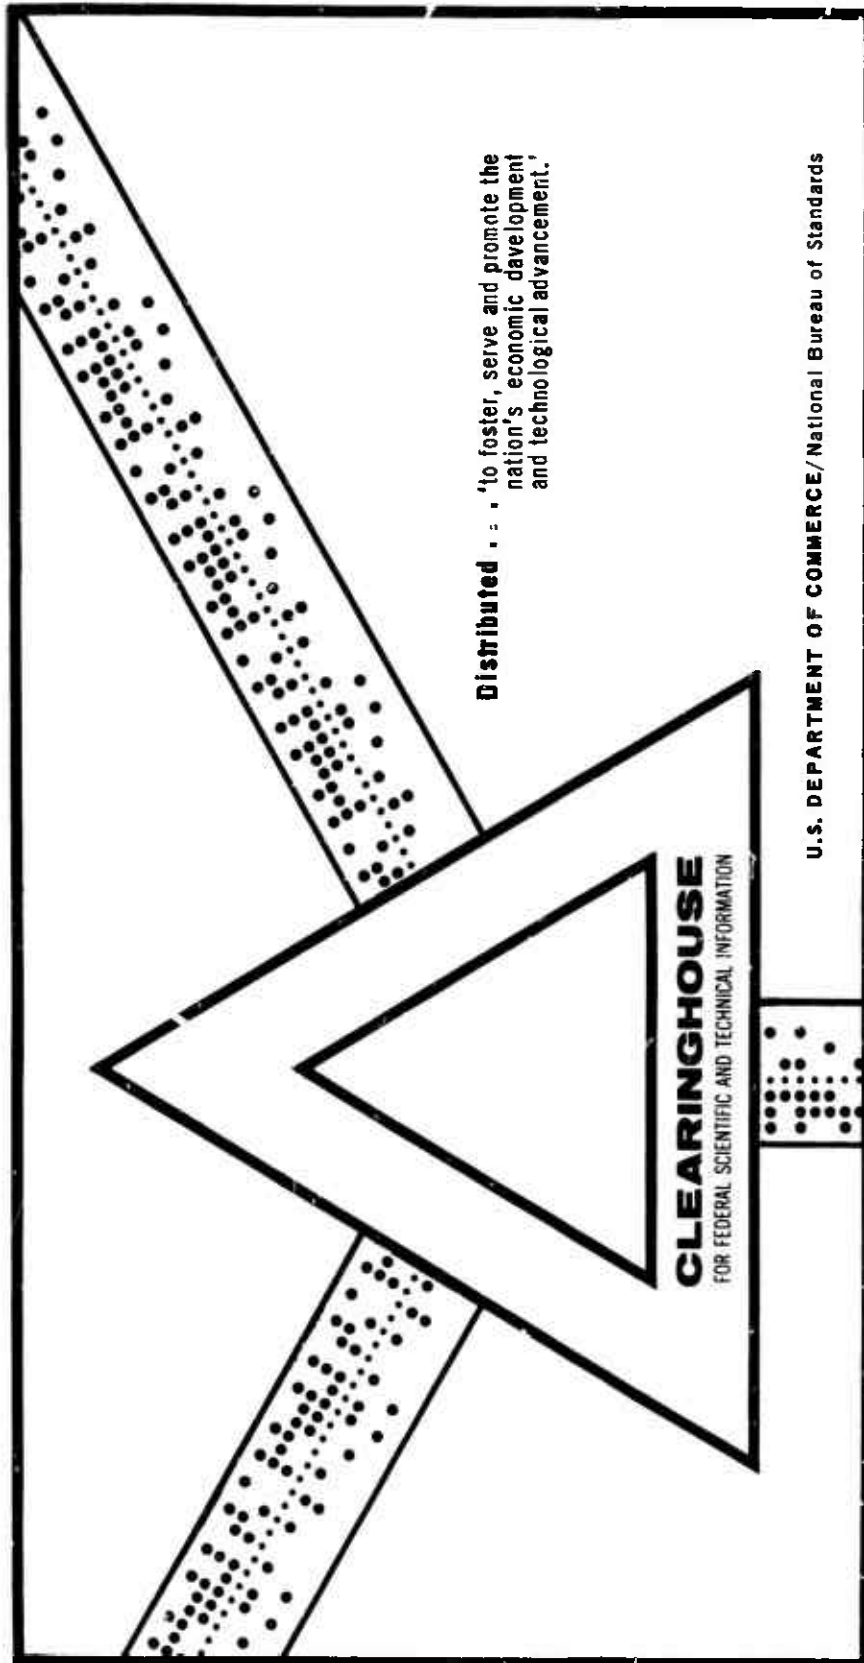 Distributed . . . 'to foster, serve and promote the
nation's economic davelopment
and technological advancement.'
CLEARINGHOUSE
FOR FEDERAL SCIENTIFIC AND TECHNICAL INFORMATION
U.S. DEPARTMENT OF COMMERCE/National Bureau of Standards